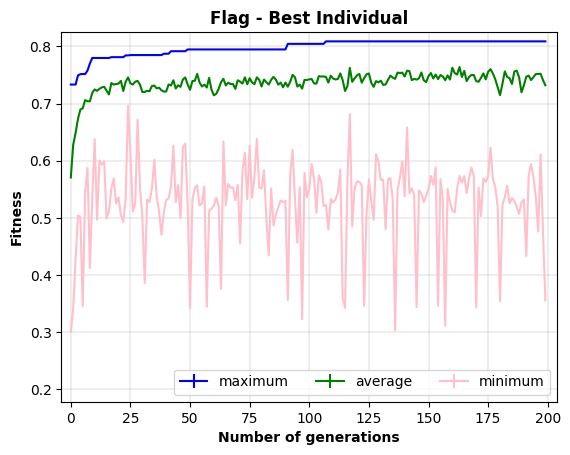 Flag - Best Individual
Fitness
0.8
0.7
0.6
0.5
0.4
0.3
0.2
maximum average minimum
0 25 50 75 100 125 150 175 200
Number of generations